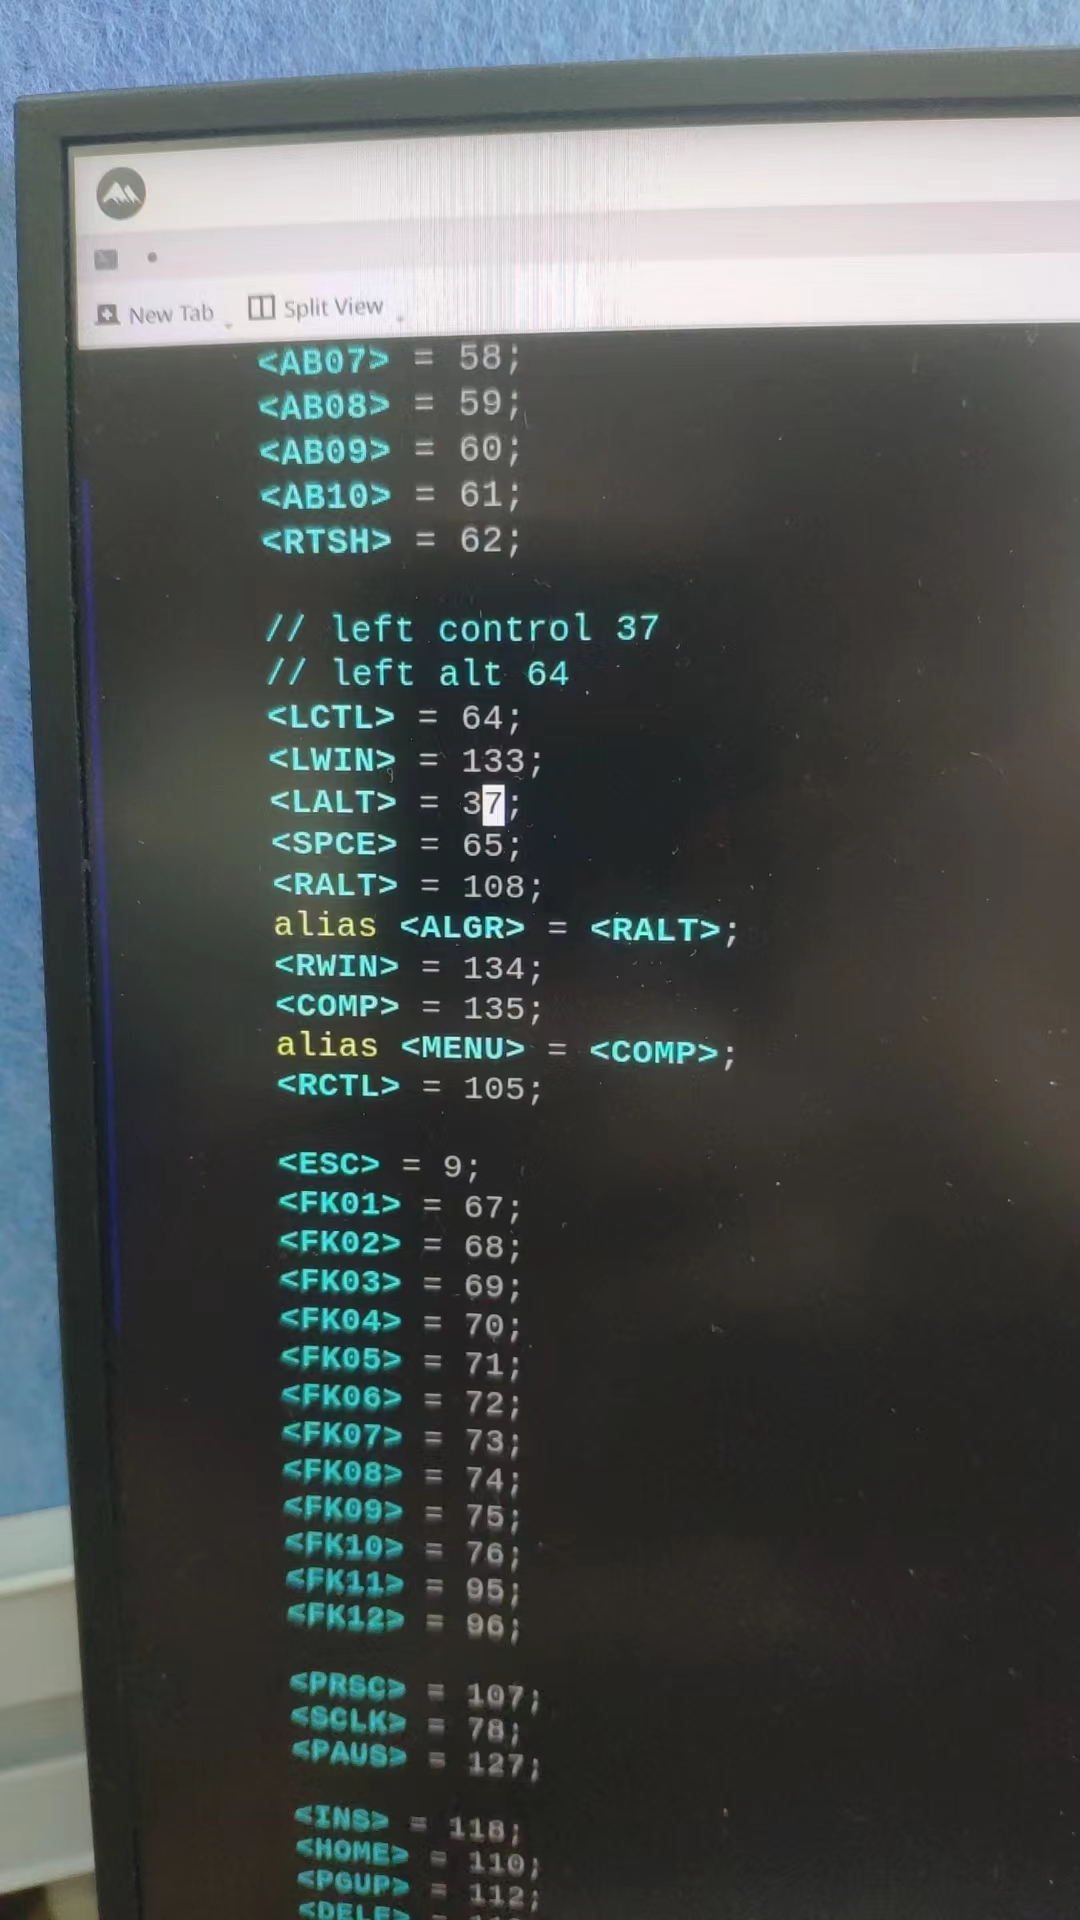 New Tab Split View
<AB07> = 58;
<AB08> = 59;
<AB09> = 60;
<AB10> = 61;
<RTSH> = 62;
// left control 37
// left alt 64
<LCTL> = 64;
<LWIN> = 133;
<LALT> = 37;
<SPCE> = 65;
<RALT> = 108;
alias <ALGR> = <RALT>;
<RWIN> = 134;
<COMP> = 135;
alias <MENU> = <COMP>;
<RCTL> = 105;
<ESC> = 9;
<FK01> = 67;
<FK02> = 68;
<FK03> = 69;
<FK04> = 70;
<FK05> = 71;
<FK06> = 72;
<FK07> = 73;
<FK08> = 74;
<FK09> = 75;
<FK10> = 76;
<FK11> = 95;
<FK12> = 96;
<PRSC> = 107;
<SCLK> = 78;
<PAUS> = 127;
<INS> = 118;
<HOME> = 110;
<PGUP> = 112;
<DELE> =